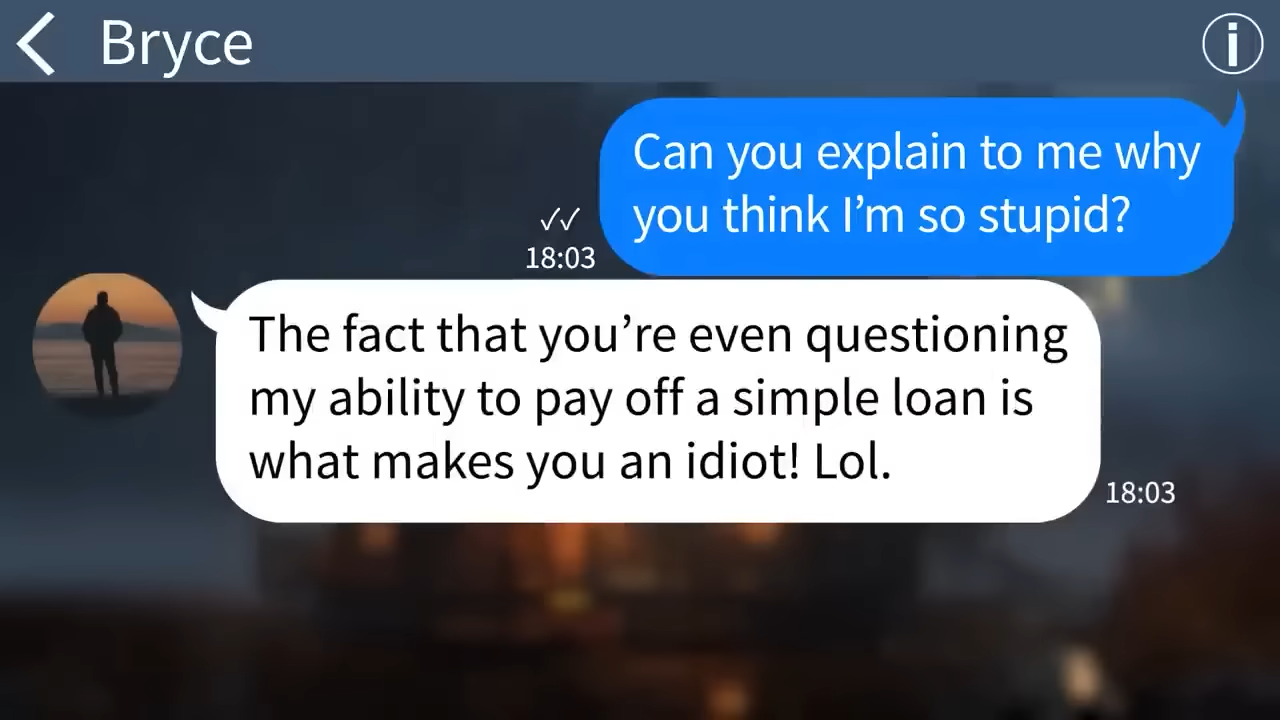 Bryce
i
Can you explain to me why
you think I’m so stupid?
18:03
The fact that you’re even questioning
my ability to pay off a simple loan is
what makes you an idiot! Lol.
18:03